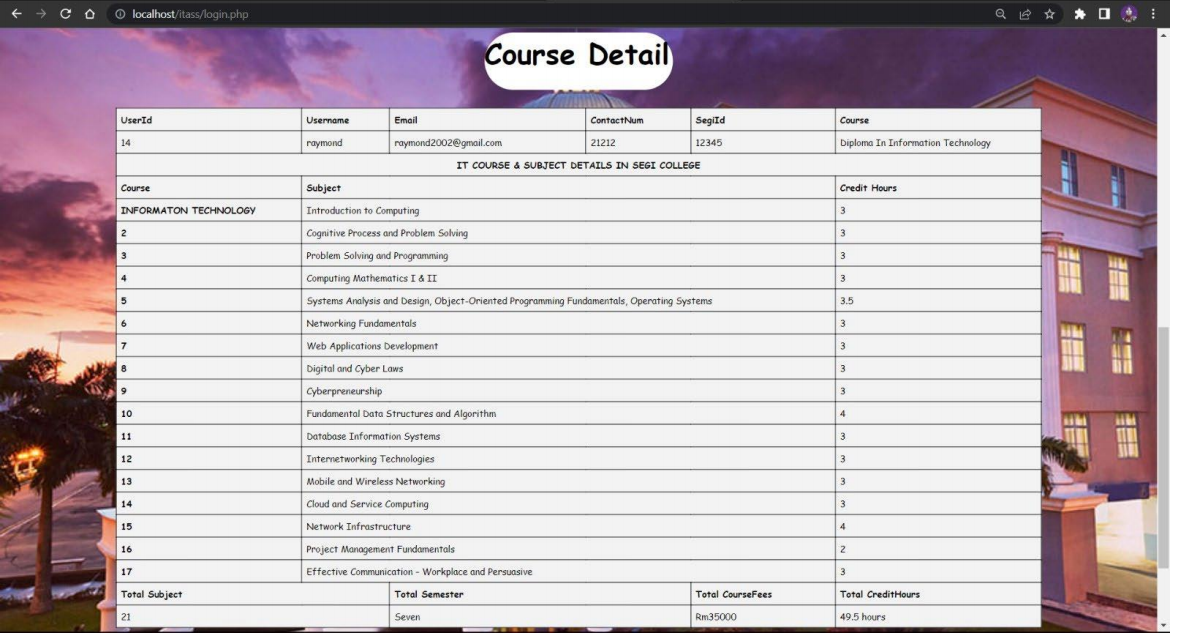 localhost/itass/login.php
Course Detail
UserId Username Email ContactNum SegiId Course
14 raymond raymond2002@gmail.com 21212 12345 Diploma In Information Technology
IT COURSE & SUBJECT DETAILS IN SEGI COLLEGE
Course Subject Credit Hours
INFORMATON TECHNOLOGY Introduction to Computing 3
2 Cognitive Process and Problem Solving 3
3 Problem Solving and Programming 3
4 Computing Mathematics I & II 3
5 Systems Analysis and Design, Object-Oriented Programming Fundamentals, Operating Systems 3.5
6 Networking Fundamentals 3
7 Web Applications Development 3
8 Digital and Cyber Laws 3
9 Cyberpreneurship 3
10 Fundamental Data Structures and Algorithm 4
11 Database Information Systems 3
12 Internetworking Technologies 3
13 Mobile and Wireless Networking 3
14 Cloud and Service Computing 3
15 Network Infrastructure 4
16 Project Management Fundamentals 2
17 Effective Communication - Workplace and Persuasive 3
Total Subject Total Semester Total CourseFees Total CreditHours
21 Seven Rm35000 49.5 hours